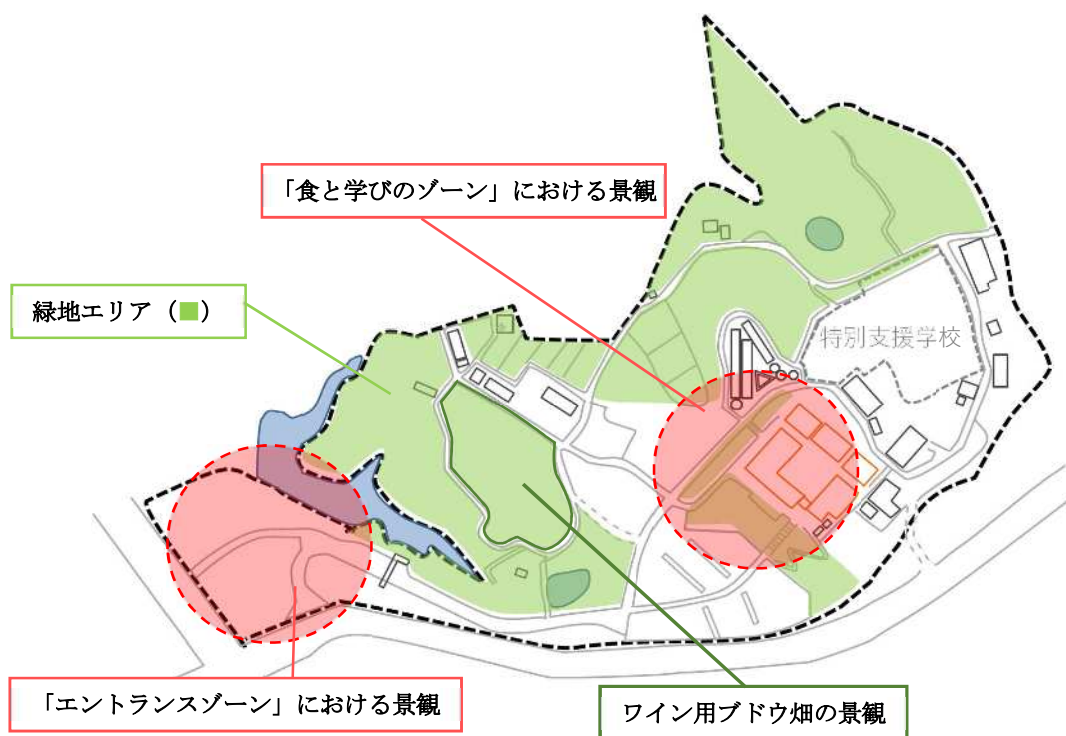 「食と学びのゾーン」における景観
緑地エリア（■）
特別支援学校
「エントランスゾーン」における景観
ワイン用ブドウ畑の景観